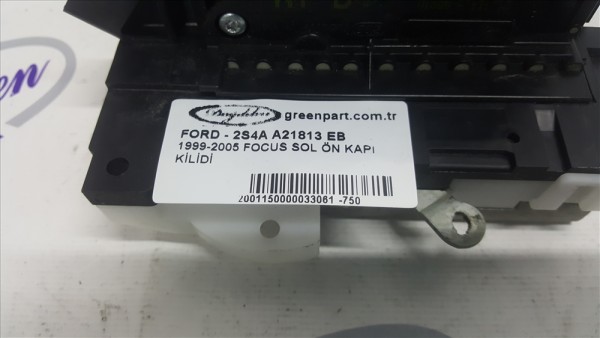 greenpart.com.tr
FORD - 2S4A A21813 EB
1999-2005 FOCUS SOL ÖN KAPI
KİLİDİ
2001150000033061 -750